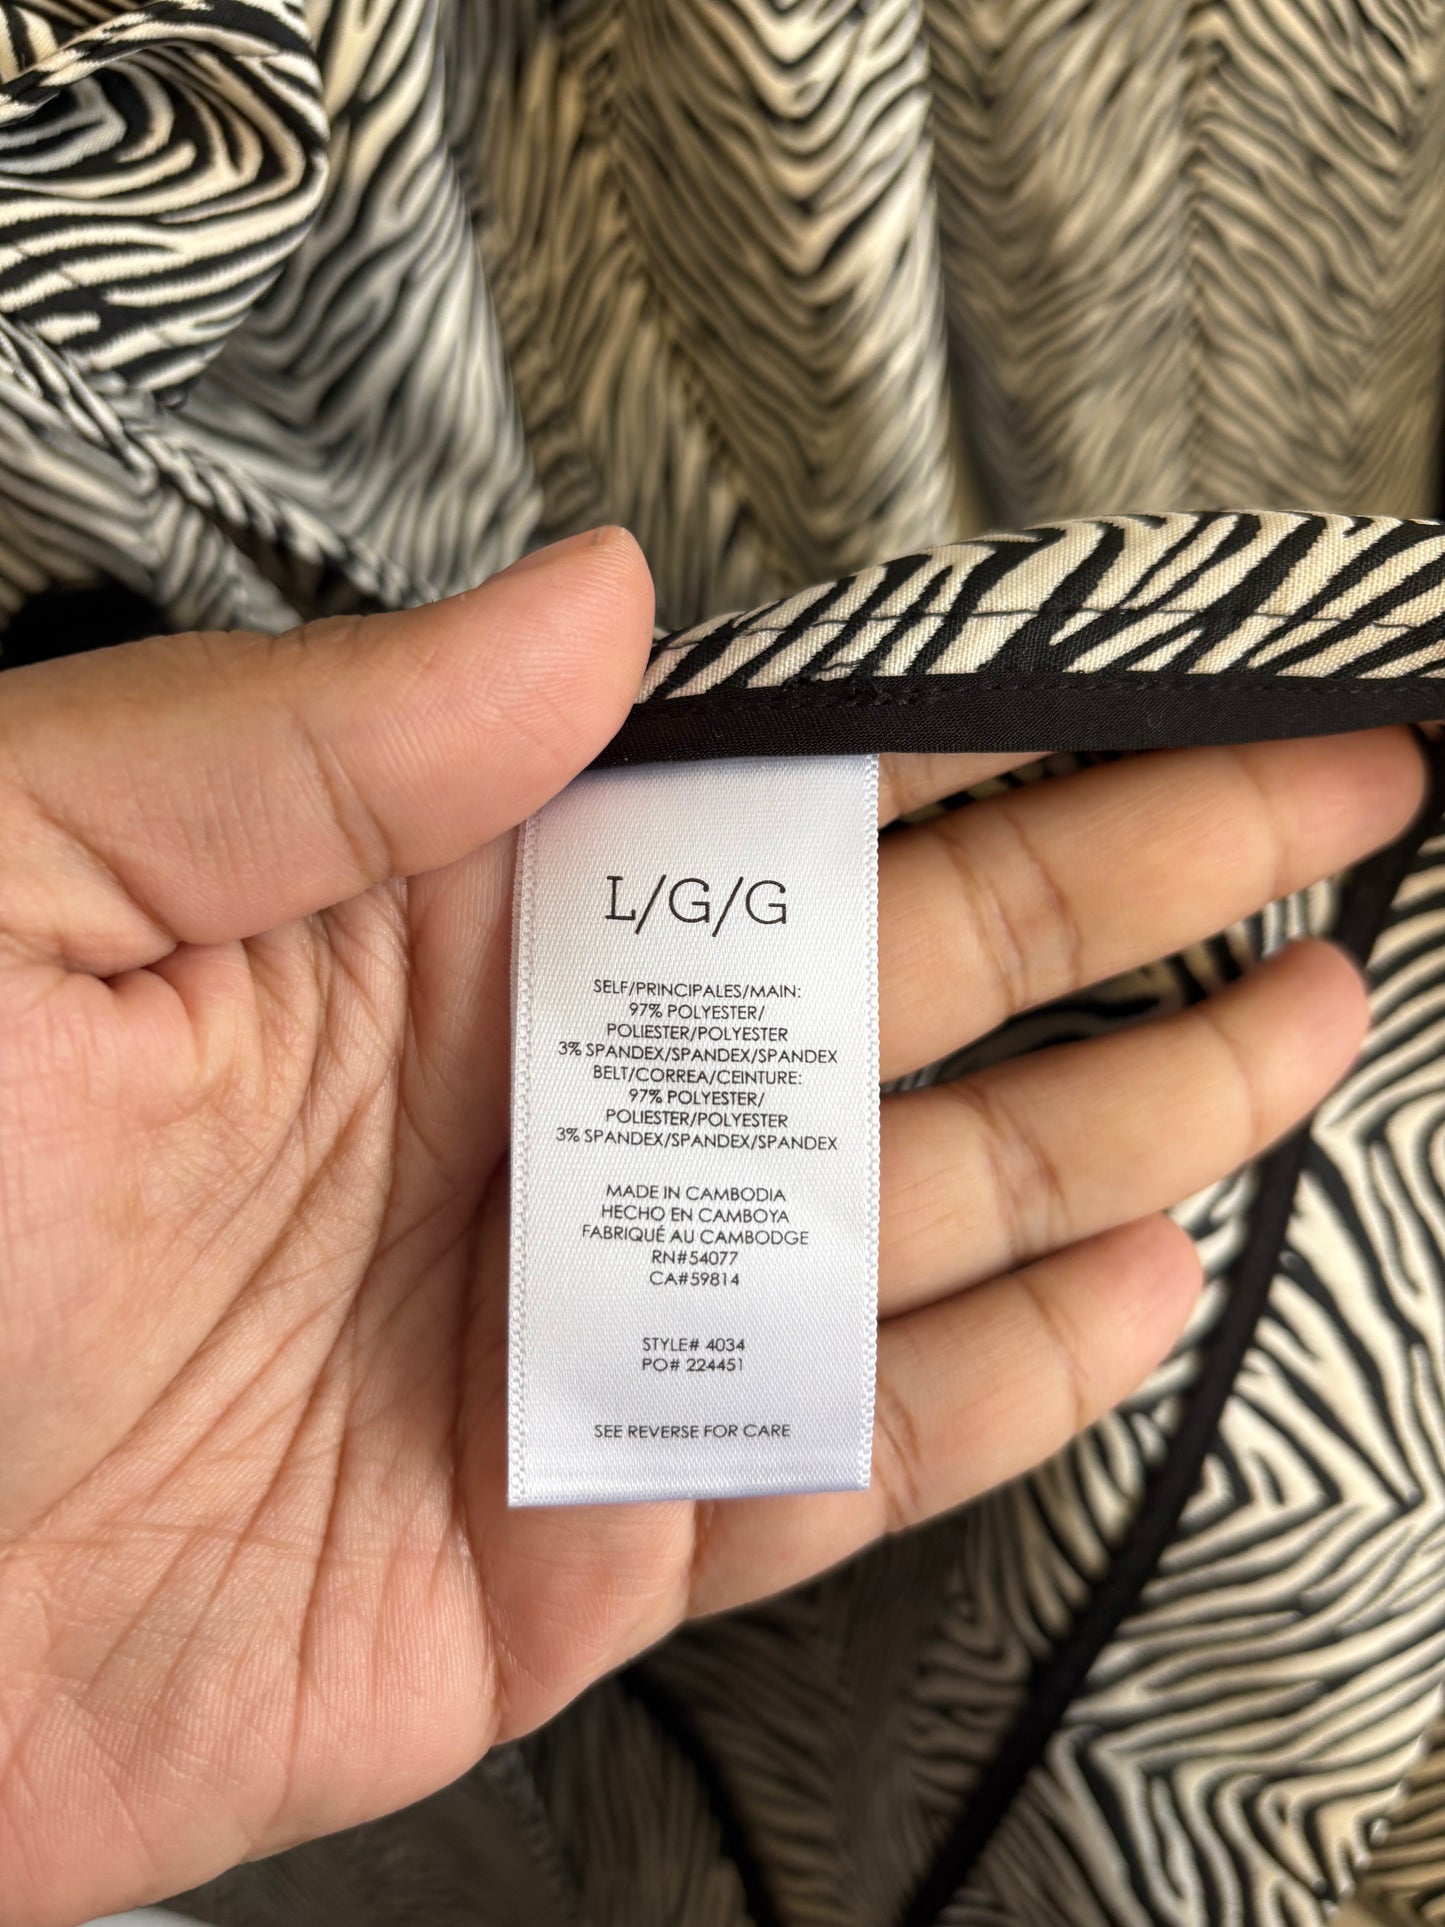 L/G/G
SELF/PRINCIPALES/MAIN:
97% POLYESTER/
POLIESTER/POLYESTER
3% SPANDEX/SPANDEX/SPANDEX
BELT/CORREA/CEINTURE:
97% POLYESTER/
POLIESTER/POLYESTER
3% SPANDEX/SPANDEX/SPANDEX
MADE IN CAMBODIA
HECHO EN CAMBOYA
FABRIQUÉ AU CAMBODGE
RN#54077
CA#59814
STYLE# 4034
PO# 224451
SEE REVERSE FOR CARE